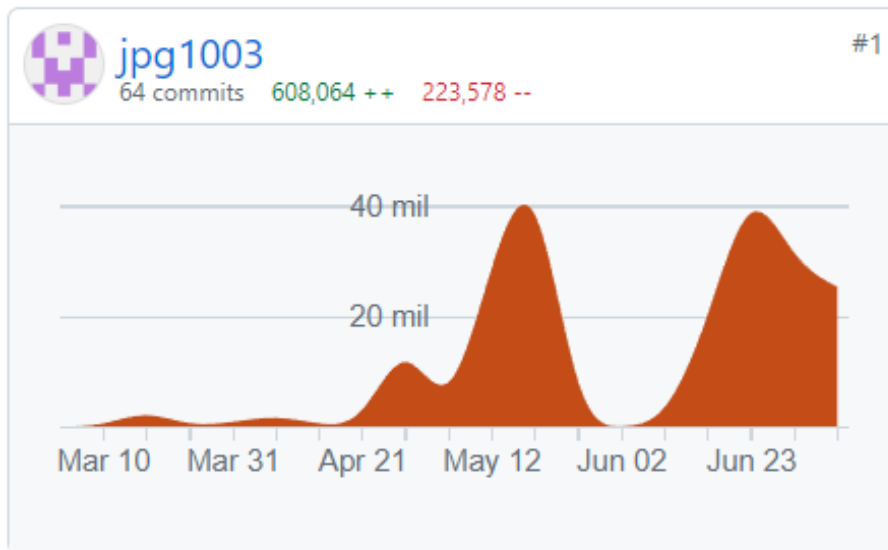 jpg1003
#1
64 commits 608,064 ++ 223,578 --
40 mil
20 mil
Mar 10 Mar 31 Apr 21 May 12 Jun 02 Jun 23